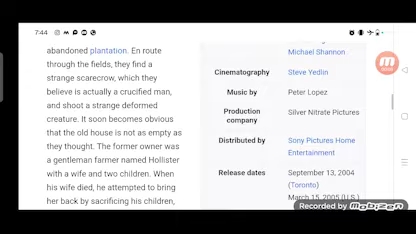 7:44
abandoned plantation. En route
through the fields, they find a
strange scarecrow, which they
believe is actually a crucified man,
and shoot a strange deformed
creature. It soon becomes obvious
that the old house is not as empty as
they thought. The former owner was
a gentleman farmer named Hollister
with a wife and two children. When
his wife died, he attempted to bring
her back by sacrificing his children,
Michael Shannon
Cinematography Steve Yedlin
Music by Peter Lopez
Production company Silver Nitrate Pictures
Distributed by Sony Pictures Home
Entertainment
Release dates September 13, 2004
(Toronto)
March 15, 2005 (U.S.)
Recorded by Mobizen